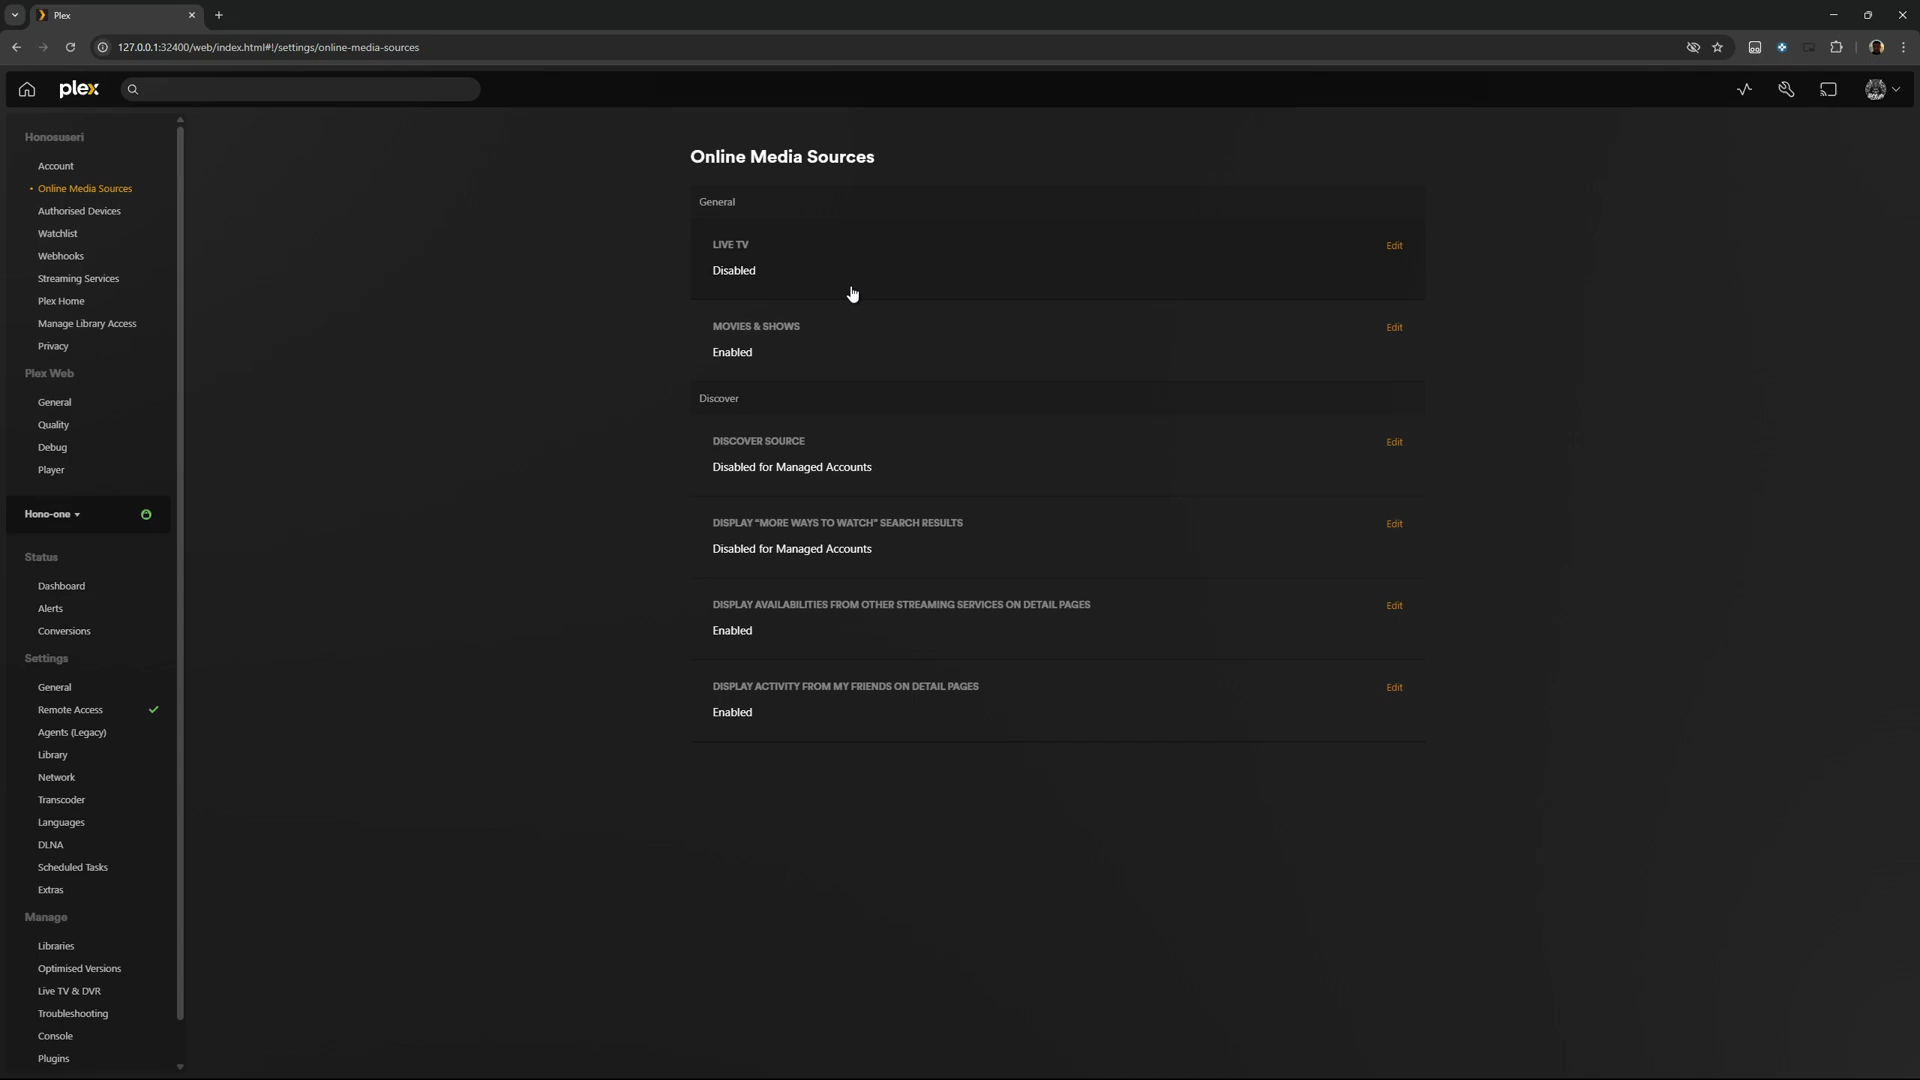 Plex
127.0.0.1:32400/web/index.html#!/settings/online-media-sources
plex
Honosuseri
Account
• Online Media Sources
Authorised Devices
Watchlist
Webhooks
Streaming Services
Plex Home
Manage Library Access
Privacy
Plex Web
General
Quality
Debug
Player
Hono-one
Status
Dashboard
Alerts
Conversions
Settings
General
Remote Access
Agents (Legacy)
Library
Network
Transcoder
Languages
DLNA
Scheduled Tasks
Extras
Manage
Libraries
Optimised Versions
Live TV & DVR
Troubleshooting
Console
Plugins
Online Media Sources
General
LIVE TV Edit
Disabled
MOVIES & SHOWS Edit
Enabled
Discover
DISCOVER SOURCE Edit
Disabled for Managed Accounts
DISPLAY "MORE WAYS TO WATCH" SEARCH RESULTS Edit
Disabled for Managed Accounts
DISPLAY AVAILABILITIES FROM OTHER STREAMING SERVICES ON DETAIL PAGES Edit
Enabled
DISPLAY ACTIVITY FROM MY FRIENDS ON DETAIL PAGES Edit
Enabled